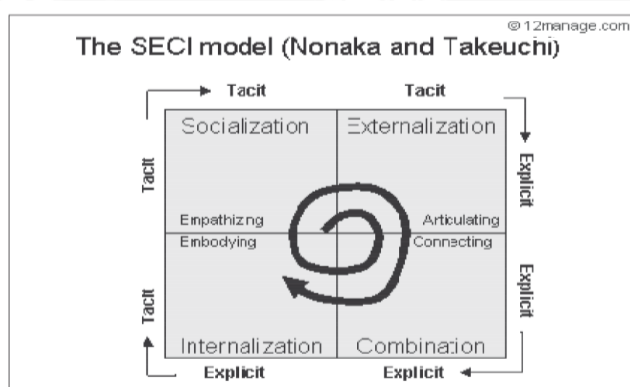 © 12manage.com
The SECI model (Nonaka and Takeuchi)
Tacit Tacit
Socialization Externalization
Tacit Explicit
Empathizing Articulating
Embodying Connecting
Tacit Explicit
Internalization Combination
Explicit Explicit